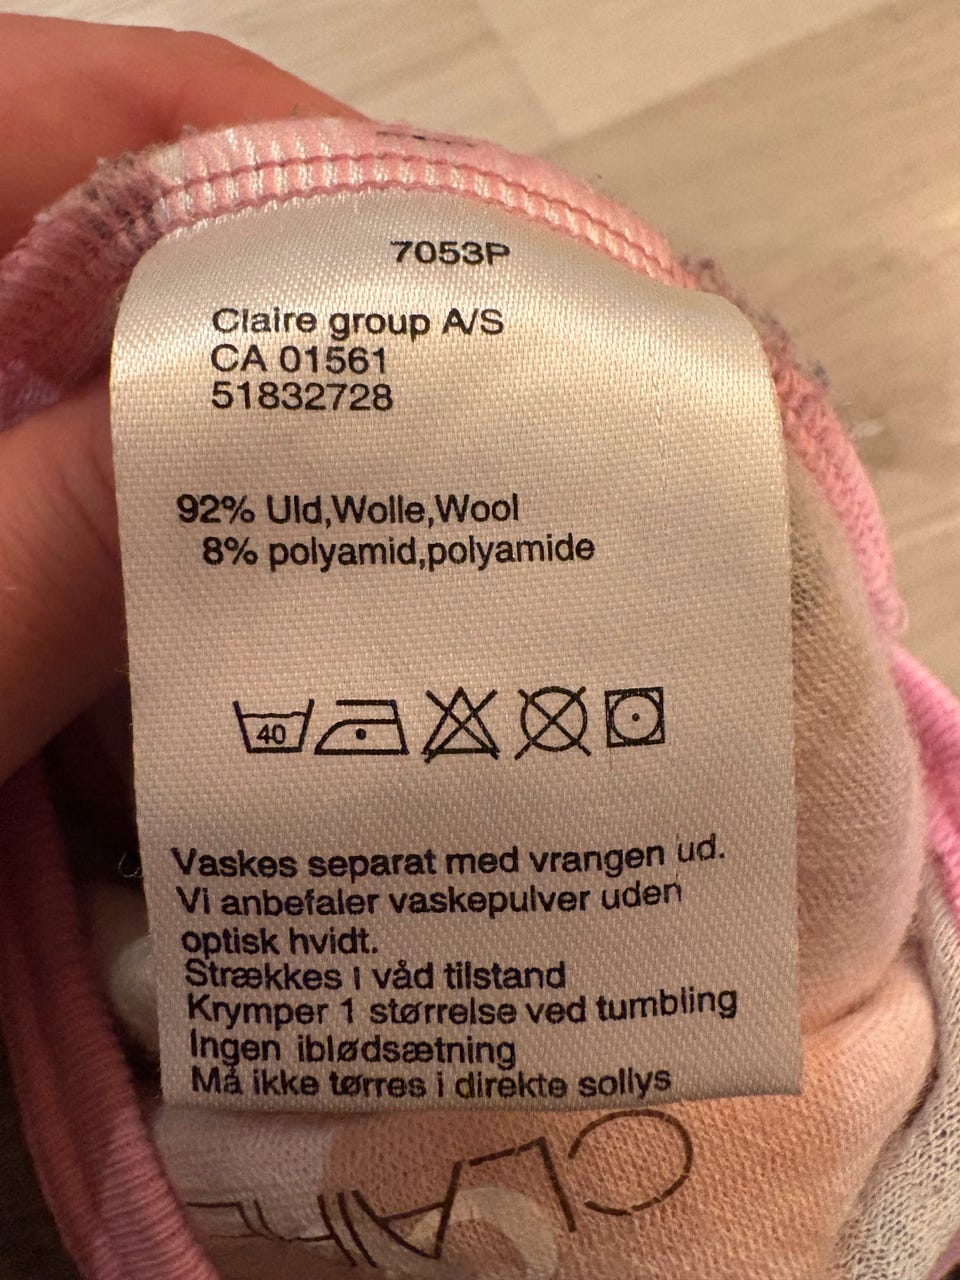 7053P
Claire group A/S
CA 01561
51832728
92% Uld,Wolle,Wool
8% polyamid,polyamide
40
Vaskes separat med vrangen ud.
Vi anbefaler vaskepulver uden
optisk hvidt.
Strækkes i våd tilstand
Krymper 1 størrelse ved tumbling
Ingen iblødsætning
Må ikke tørres i direkte sollys